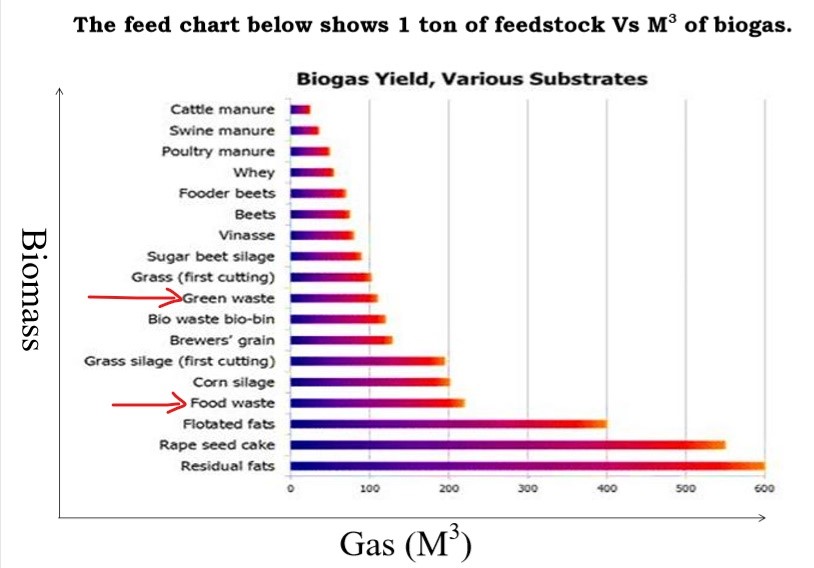 The feed chart below shows 1 ton of feedstock Vs M³ of biogas.
Biogas Yield, Various Substrates
Cattle manure
Swine manure
Poultry manure
Whey
Fooder beets
Beets
Vinasse
Sugar beet silage
Grass (first cutting)
Green waste
Bio waste bio-bin
Brewers' grain
Grass silage (first cutting)
Corn silage
Food waste
Flotated fats
Rape seed cake
Residual fats
0 100 200 300 400 500 600
Biomass
Gas (M³)